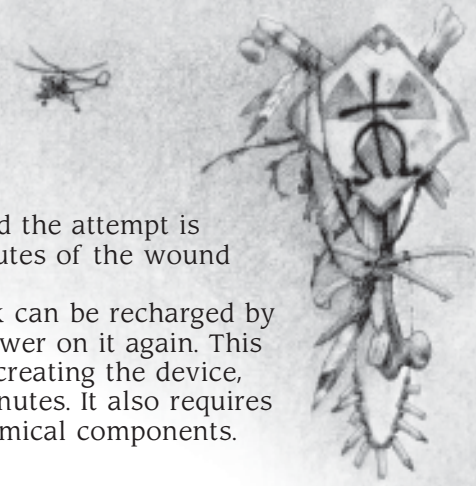 d the attempt is
utes of the wound
k can be recharged by
wer on it again. This
creating the device,
nutes. It also requires
mical components.